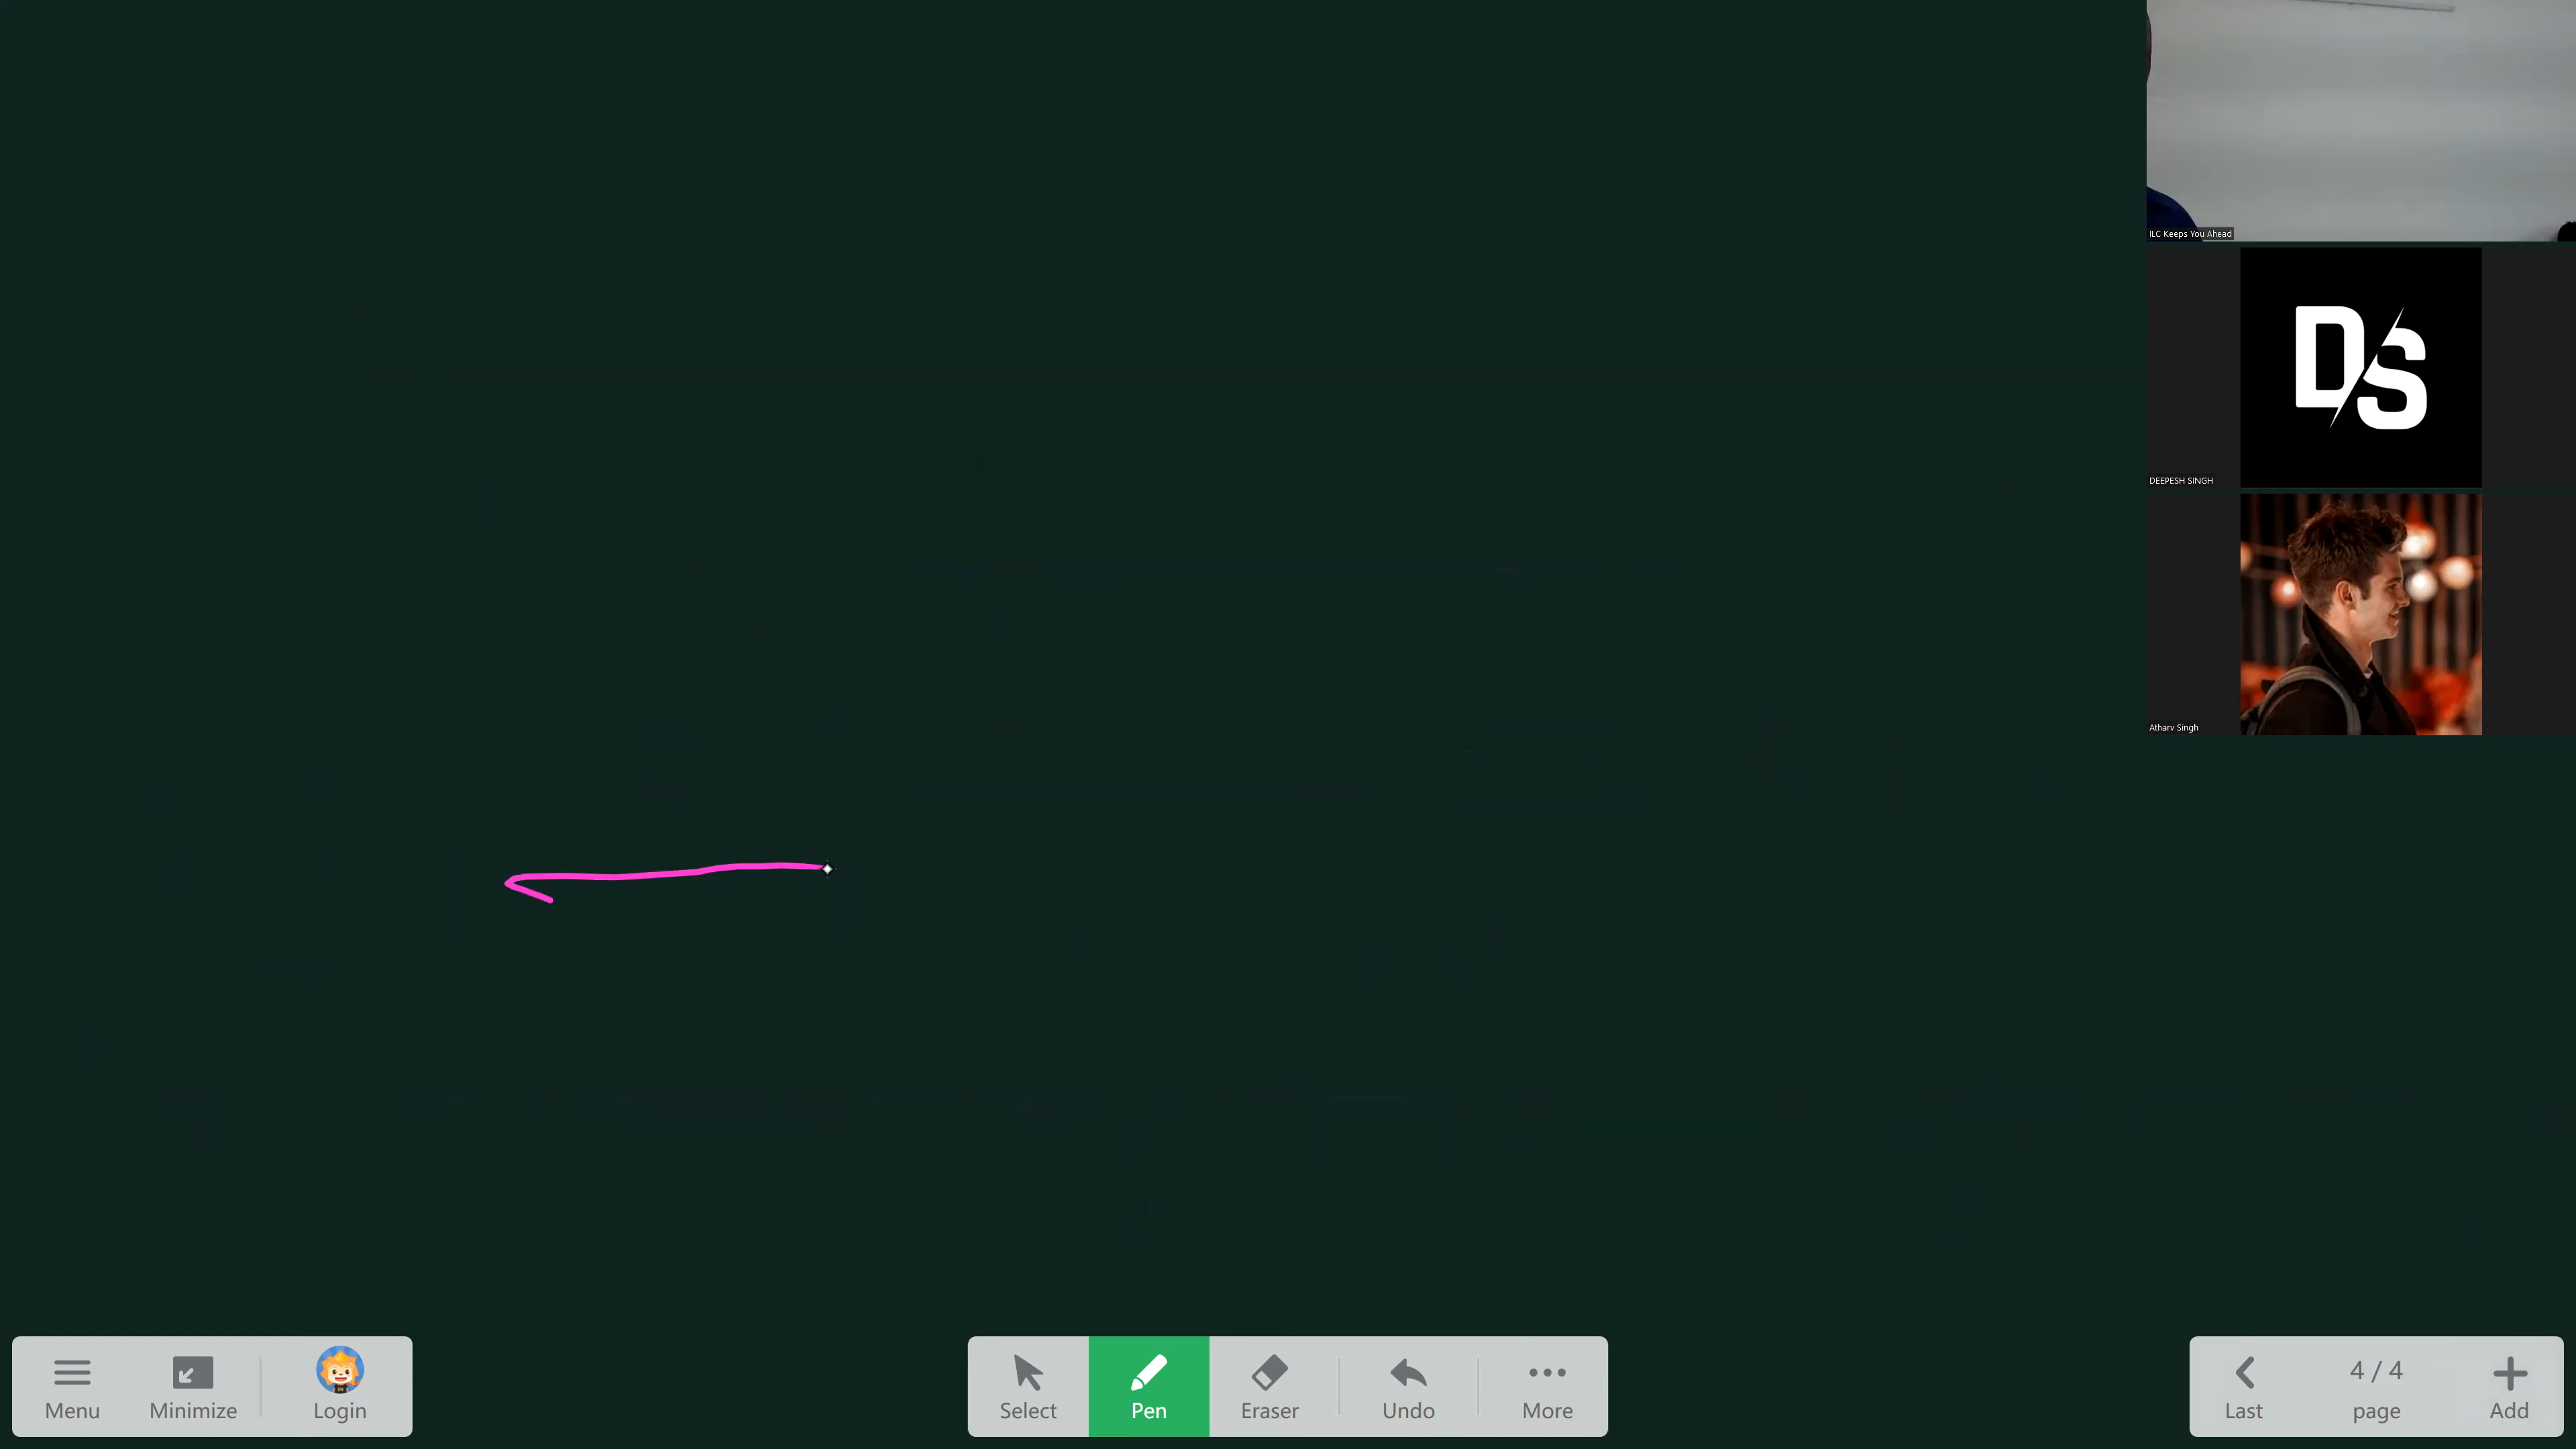 ILC Keeps You Ahead
DS
DEEPESH SINGH
Atharv Singh
Menu
Minimize
Login
Select
Pen
Eraser
Undo
More
Last
4 / 4
page
Add